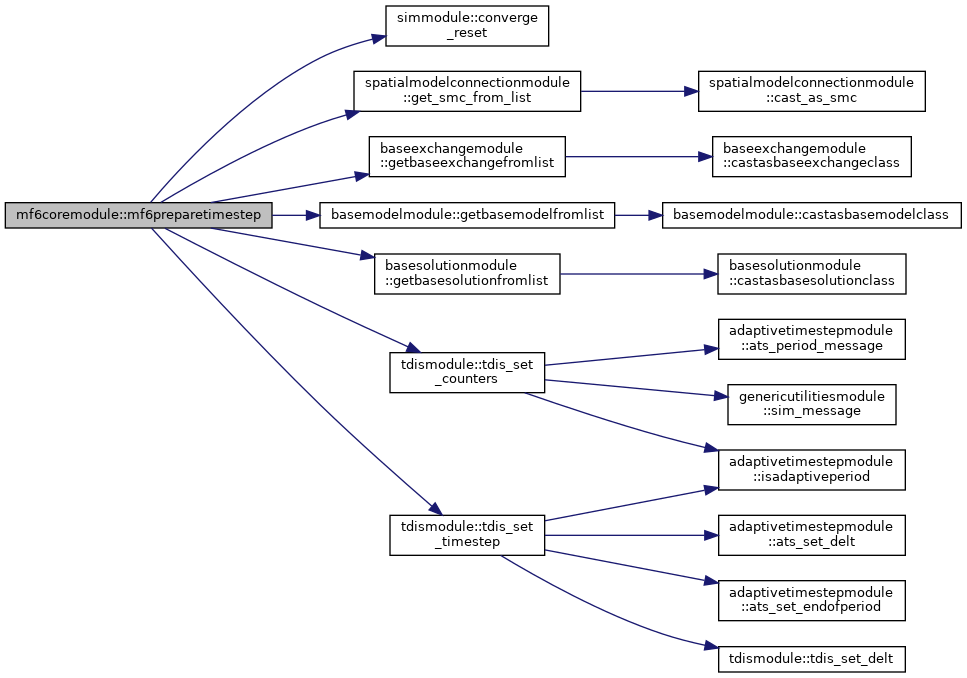 simmodule::converge
_reset
spatialmodelconnectionmodule
::get_smc_from_list
spatialmodelconnectionmodule
::cast_as_smc
baseexchangemodule
::getbaseexchangefromlist
baseexchangemodule
::castasbaseexchangeclass
mf6coremodule::mf6preparetimestep
basemodelmodule::getbasemodelfromlist
basemodelmodule::castasbasemodelclass
basesolutionmodule
::getbasesolutionfromlist
basesolutionmodule
::castasbasesolutionclass
tdismodule::tdis_set
_counters
adaptivetimestepmodule
::ats_period_message
genericutilitiesmodule
::sim_message
adaptivetimestepmodule
::isadaptiveperiod
tdismodule::tdis_set
_timestep
adaptivetimestepmodule
::ats_set_delt
adaptivetimestepmodule
::ats_set_endofperiod
tdismodule::tdis_set_delt